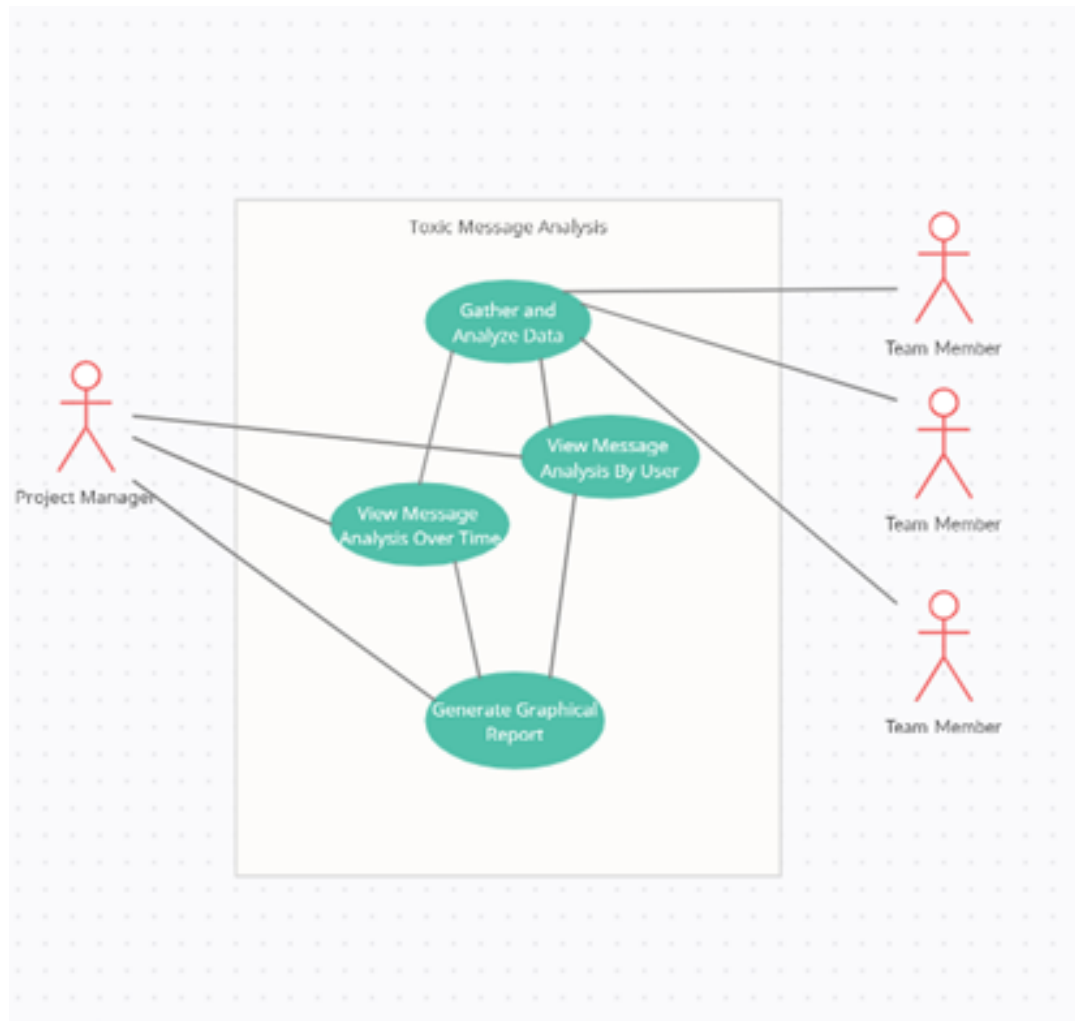 Toxic Message Analysis
Gather and
Analyze Data
Team Member
View Message
Analysis By User
Project Manager
View Message
Analysis Over Time
Team Member
Generate Graphical
Report
Team Member